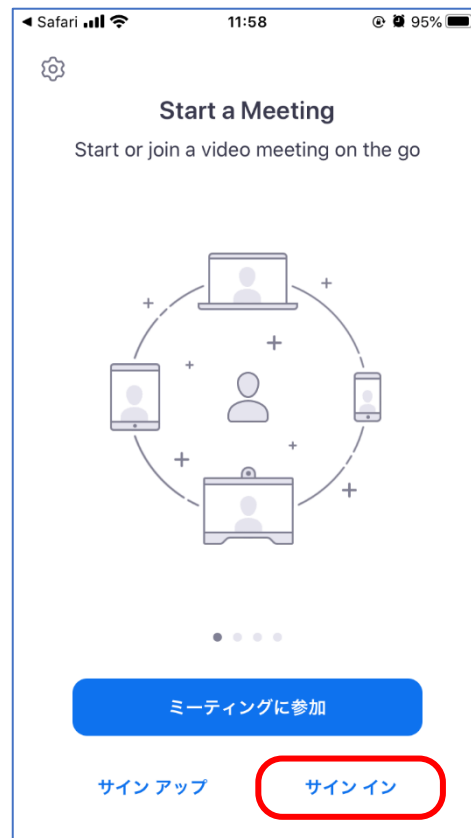 ◀ Safari 11:58 95%
Start a Meeting
Start or join a video meeting on the go
ミーティングに参加
サイン アップ サイン イン